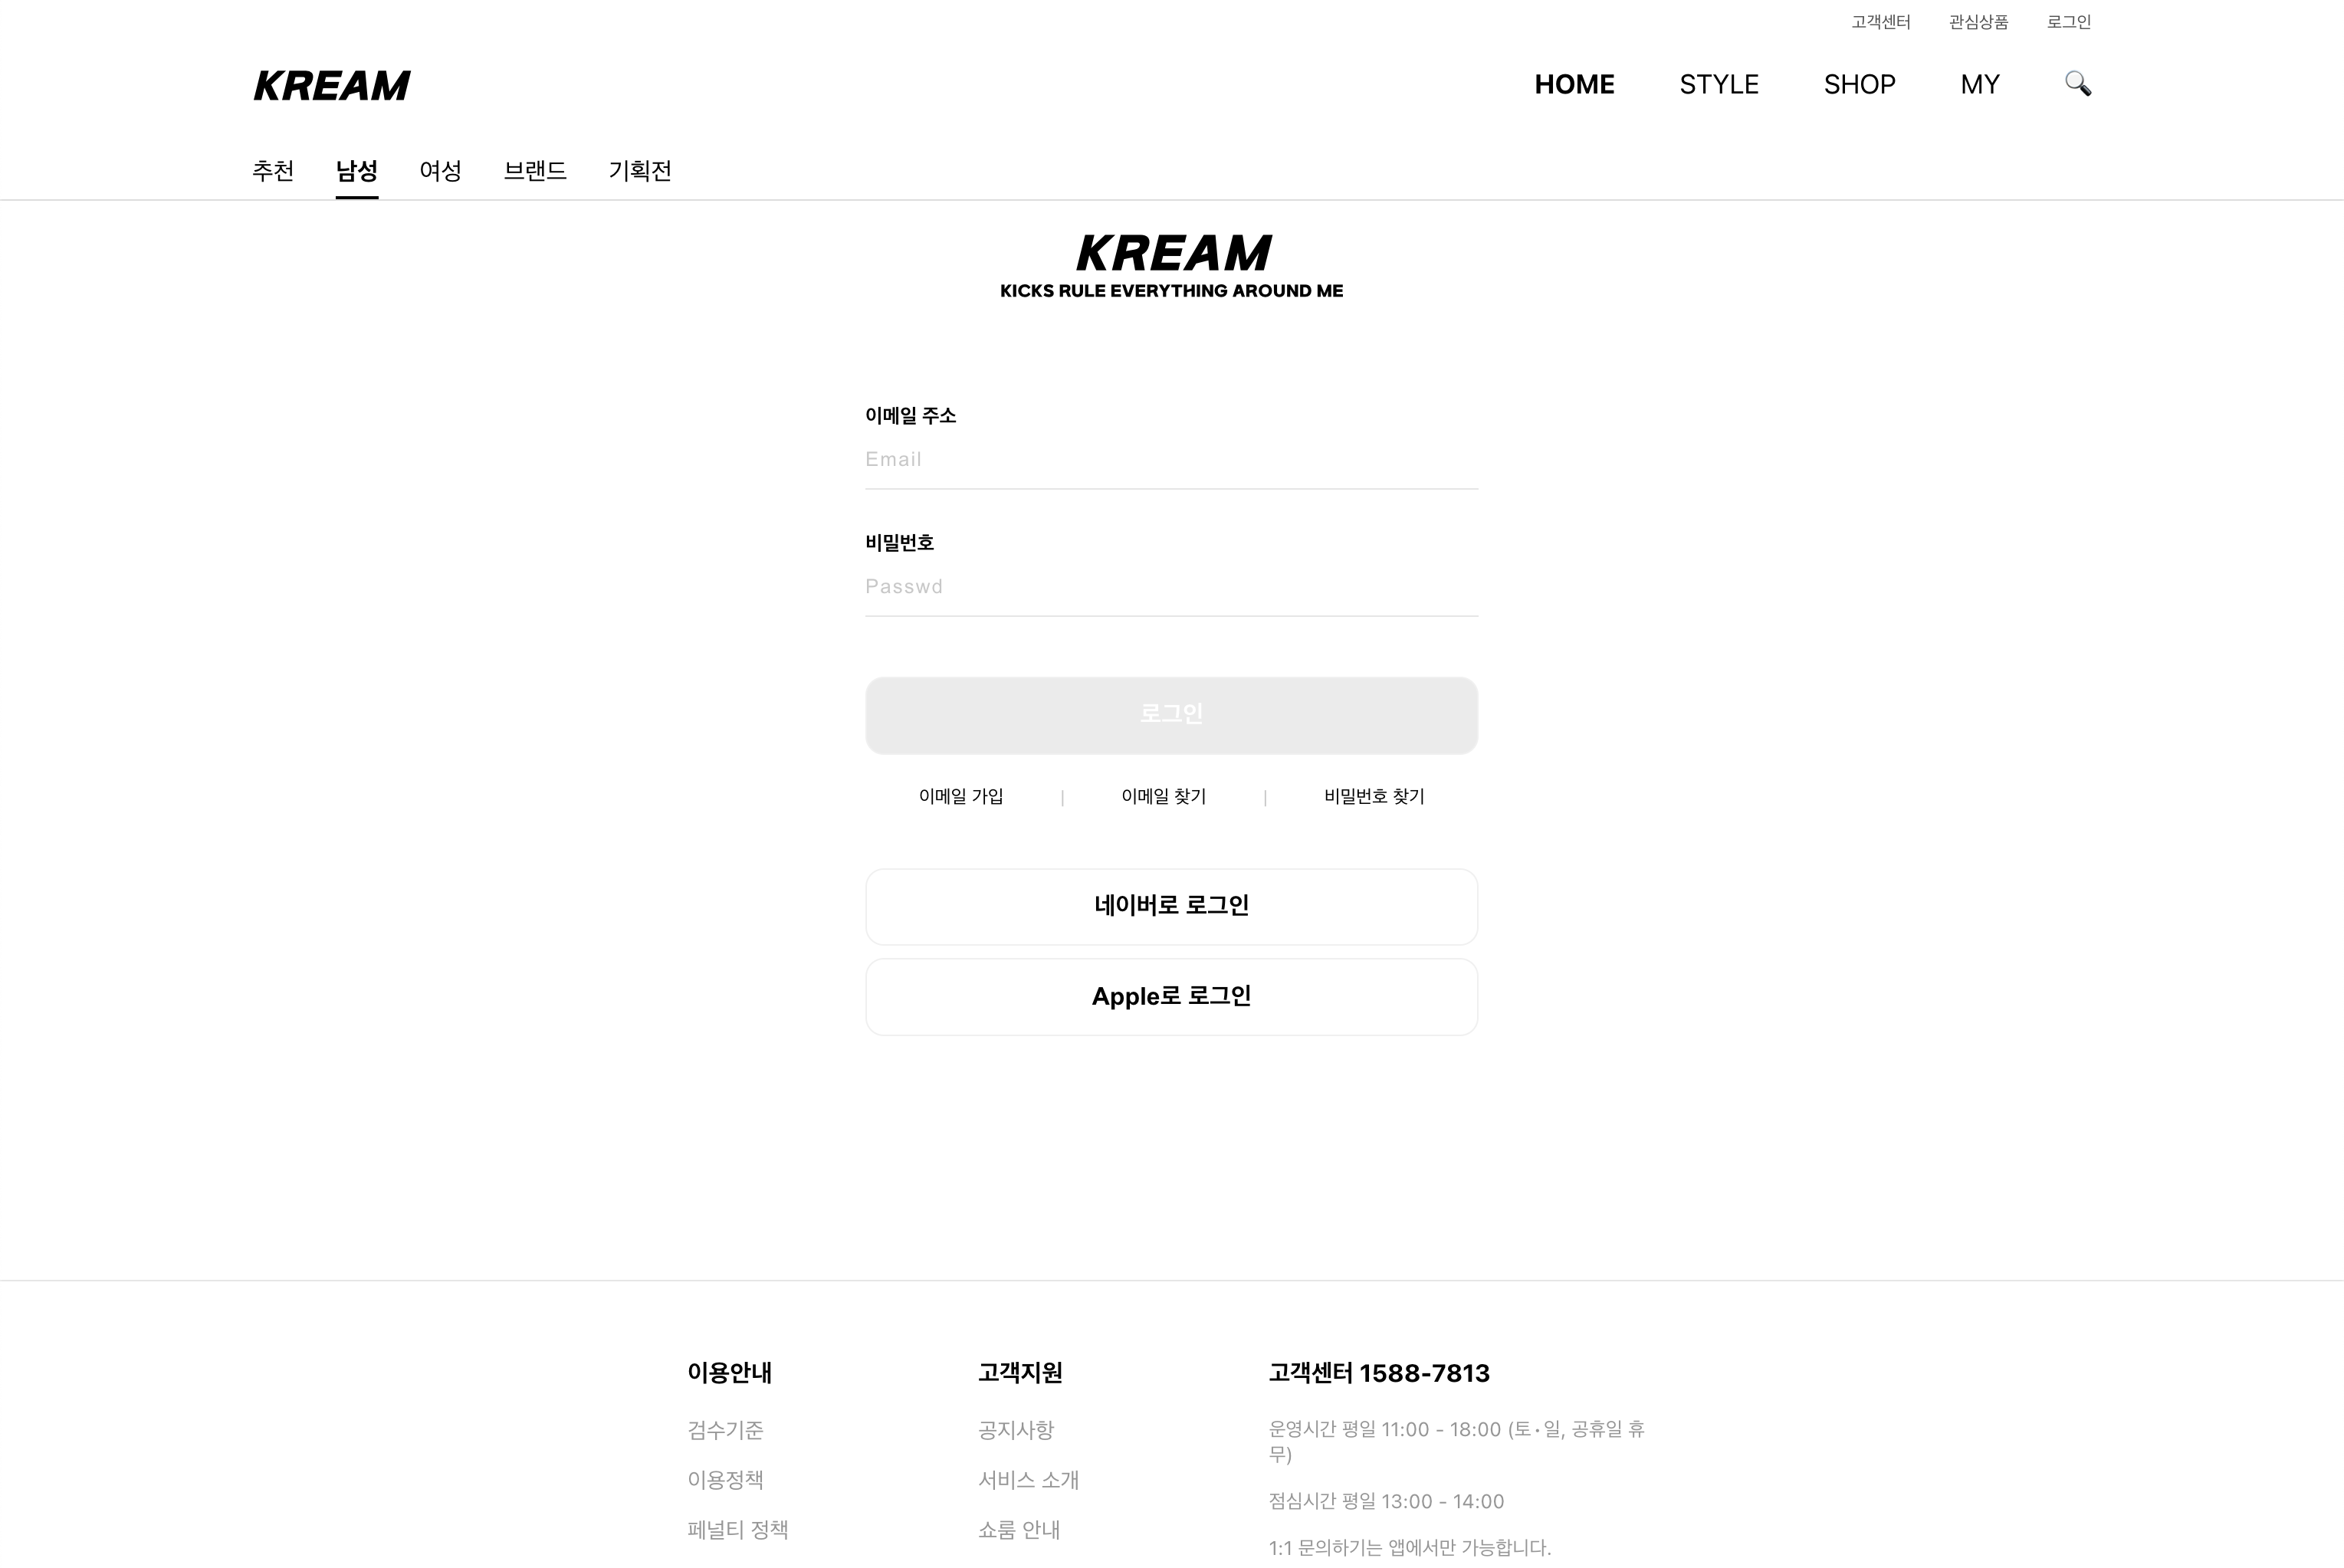 고객센터 관심상품 로그인
KREAM HOME STYLE SHOP MY
추천 남성 여성 브랜드 기획전
KREAM
KICKS RULE EVERYTHING AROUND ME
이메일 주소
Email
비밀번호
Passwd
로그인
이메일 가입 | 이메일 찾기 | 비밀번호 찾기
네이버로 로그인
Apple로 로그인
이용안내
검수기준
이용정책
페널티 정책
고객지원
공지사항
서비스 소개
쇼룸 안내
고객센터 1588-7813
운영시간 평일 11:00 - 18:00 (토·일, 공휴일 휴
무)
점심시간 평일 13:00 - 14:00
1:1 문의하기는 앱에서만 가능합니다.